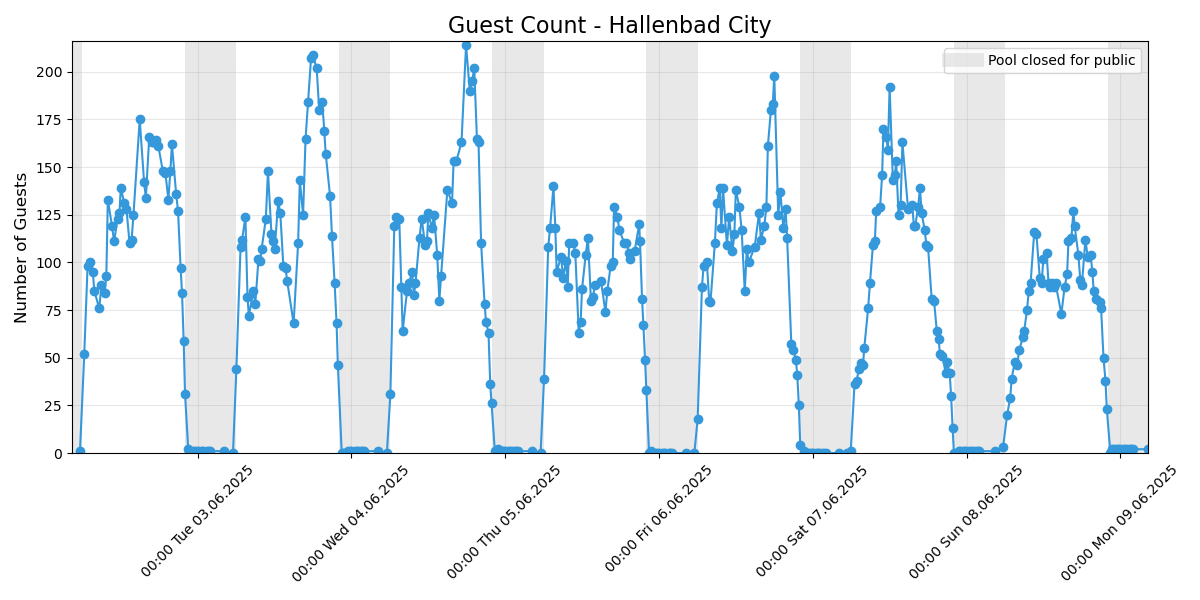 Guest Count - Hallenbad City
Pool closed for public
Number of Guests
200
175
150
125
100
75
50
25
0
00:00 Tue 03.06.2025
00:00 Wed 04.06.2025
00:00 Thu 05.06.2025
00:00 Fri 06.06.2025
00:00 Sat 07.06.2025
00:00 Sun 08.06.2025
00:00 Mon 09.06.2025